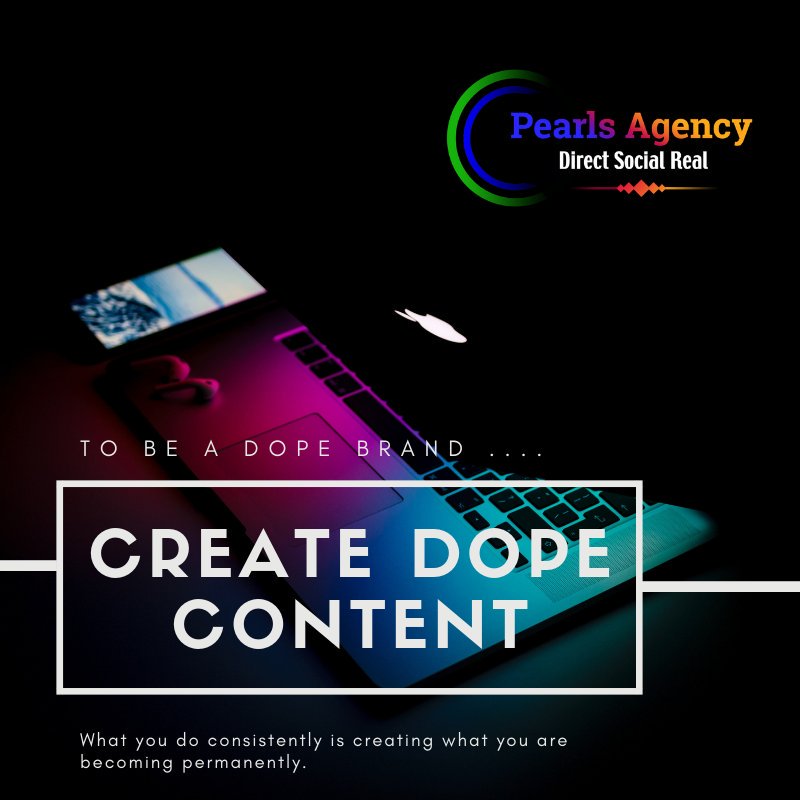 Pearls Agency
Direct Social Real
TO BE A DOPE BRAND ....
CREATE DOPE
CONTENT
What you do consistently is creating what you are
becoming permanently.